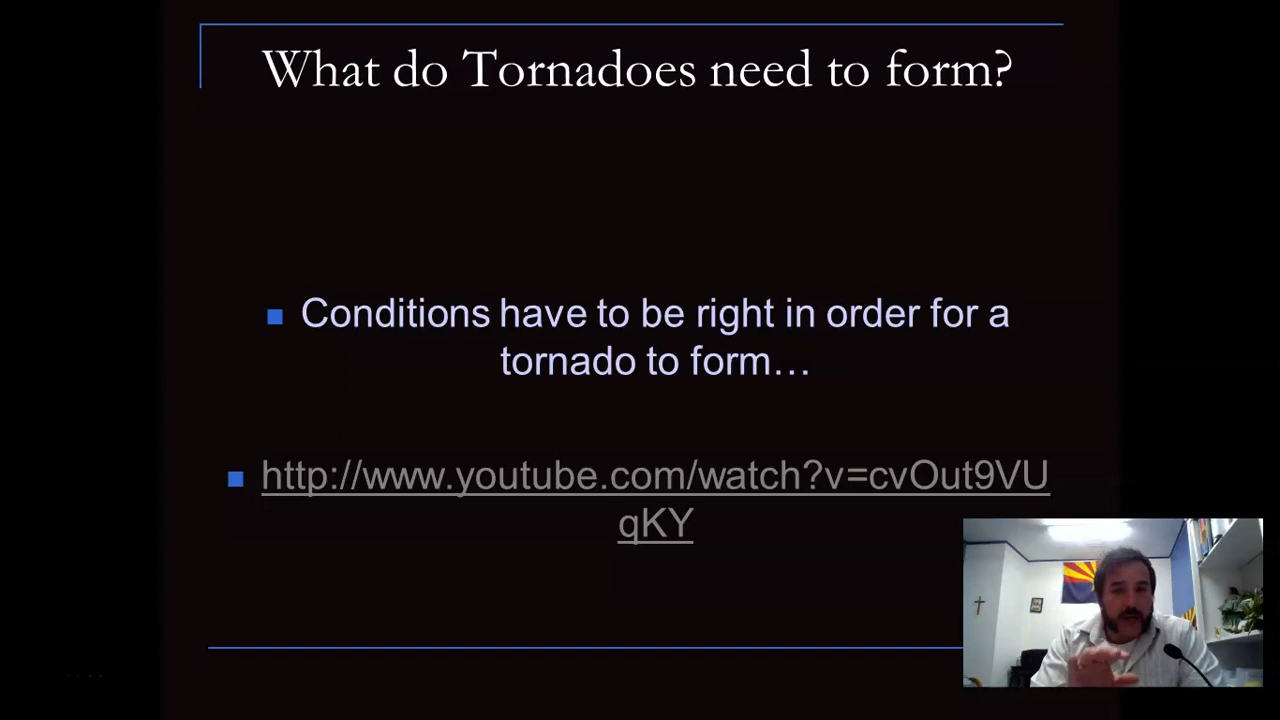 What do Tornadoes need to form?
Conditions have to be right in order for a
tornado to form…
http://www.youtube.com/watch?v=cvOut9VU
qKY